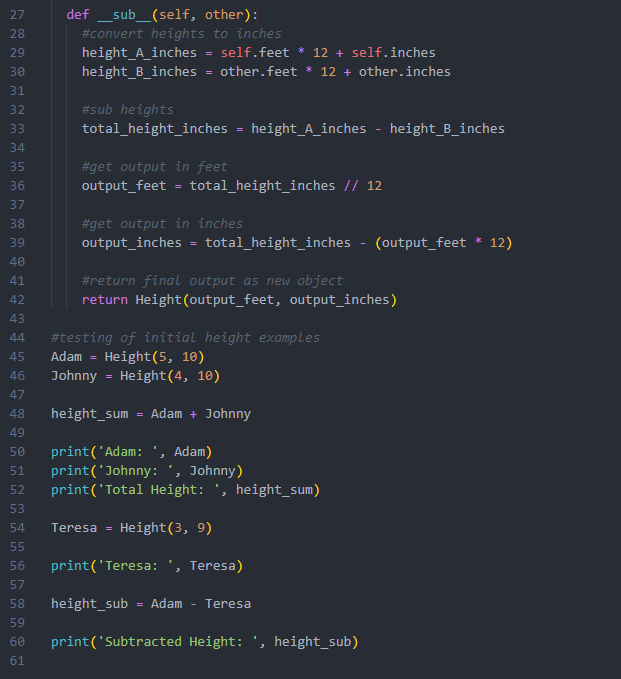 27 def __sub__(self, other):
28 #convert heights to inches
29 height_A_inches = self.feet * 12 + self.inches
30 height_B_inches = other.feet * 12 + other.inches
31
32 #sub heights
33 total_height_inches = height_A_inches - height_B_inches
34
35 #get output in feet
36 output_feet = total_height_inches // 12
37
38 #get output in inches
39 output_inches = total_height_inches - (output_feet * 12)
40
41 #return final output as new object
42 return Height(output_feet, output_inches)
43
44 #testing of initial height examples
45 Adam = Height(5, 10)
46 Johnny = Height(4, 10)
47
48 height_sum = Adam + Johnny
49
50 print('Adam: ', Adam)
51 print('Johnny: ', Johnny)
52 print('Total Height: ', height_sum)
53
54 Teresa = Height(3, 9)
55
56 print('Teresa: ', Teresa)
57
58 height_sub = Adam - Teresa
59
60 print('Subtracted Height: ', height_sub)
61